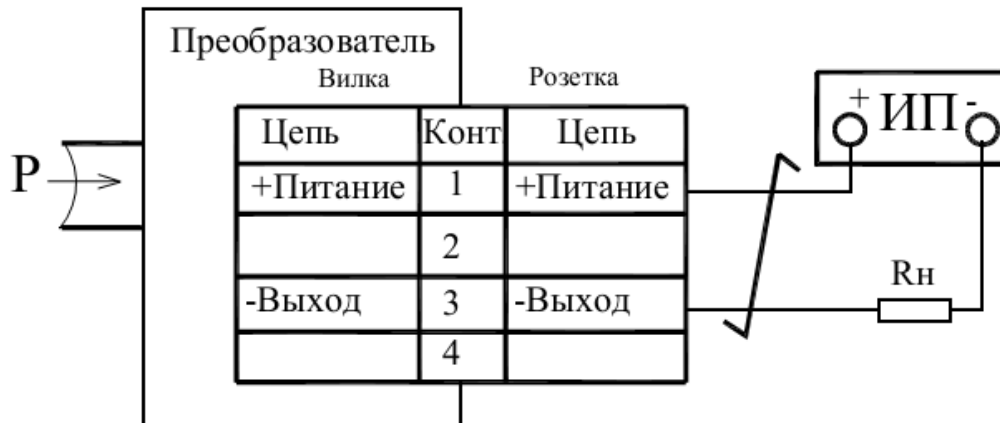 Преобразователь
Вилка Розетка
+ ИП -
Цепь Конт Цепь
P
+Питание 1 +Питание
2
Rн
-Выход 3 -Выход
4